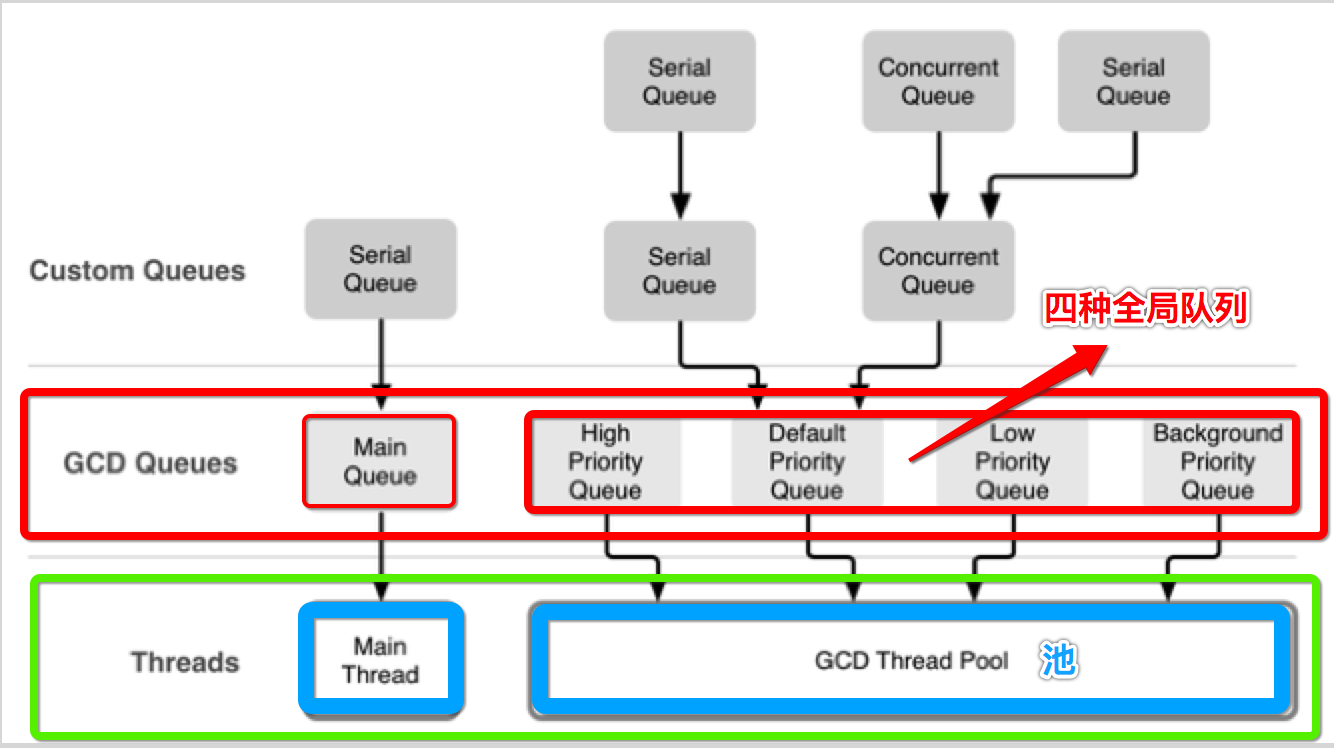 Serial
Queue
Concurrent
Queue
Serial
Queue
Custom Queues
Serial
Queue
Serial
Queue
Concurrent
Queue
四种全局队列
GCD Queues
Main
Queue
High
Priority
Queue
Default
Priority
Queue
Low
Priority
Queue
Background
Priority
Queue
Threads
Main
Thread
GCD Thread Pool 池